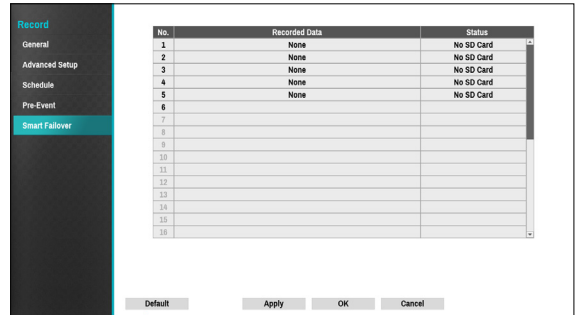 Record
General
Advanced Setup
Schedule
Pre-Event
Smart Failover
No. Recorded Data Status
1 None No SD Card
2 None No SD Card
3 None No SD Card
4 None No SD Card
5 None No SD Card
6
7
8
9
10
11
12
13
14
15
16
Default Apply OK Cancel